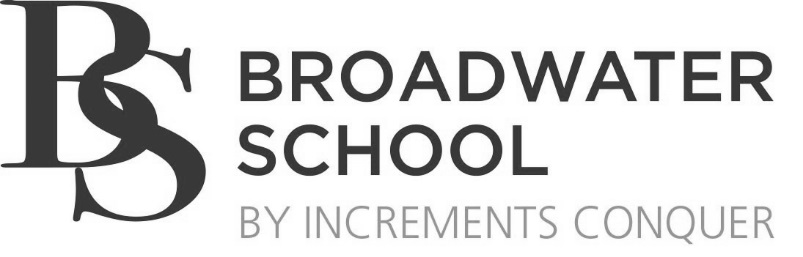 BS
BROADWATER
SCHOOL
BY INCREMENTS CONQUER